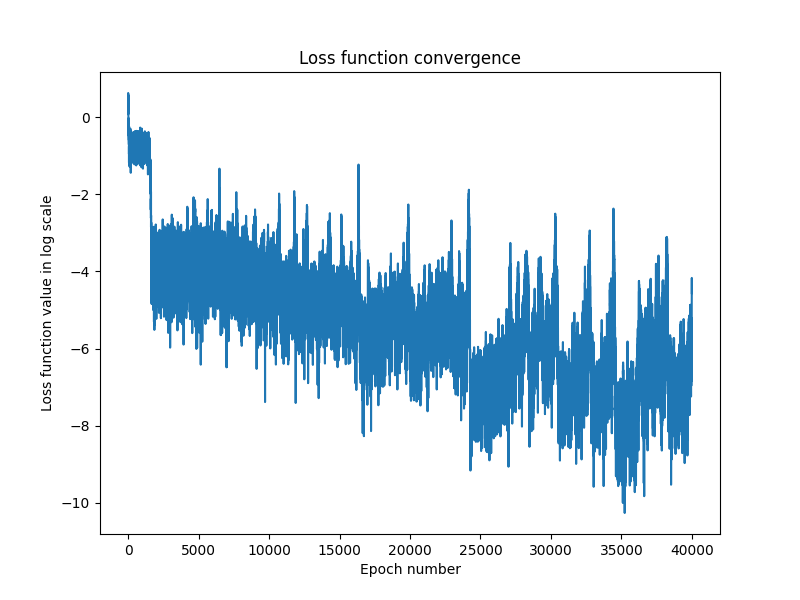 Loss function convergence
Loss function value in log scale
0
−2
−4
−6
−8
−10
0 5000 10000 15000 20000 25000 30000 35000 40000
Epoch number